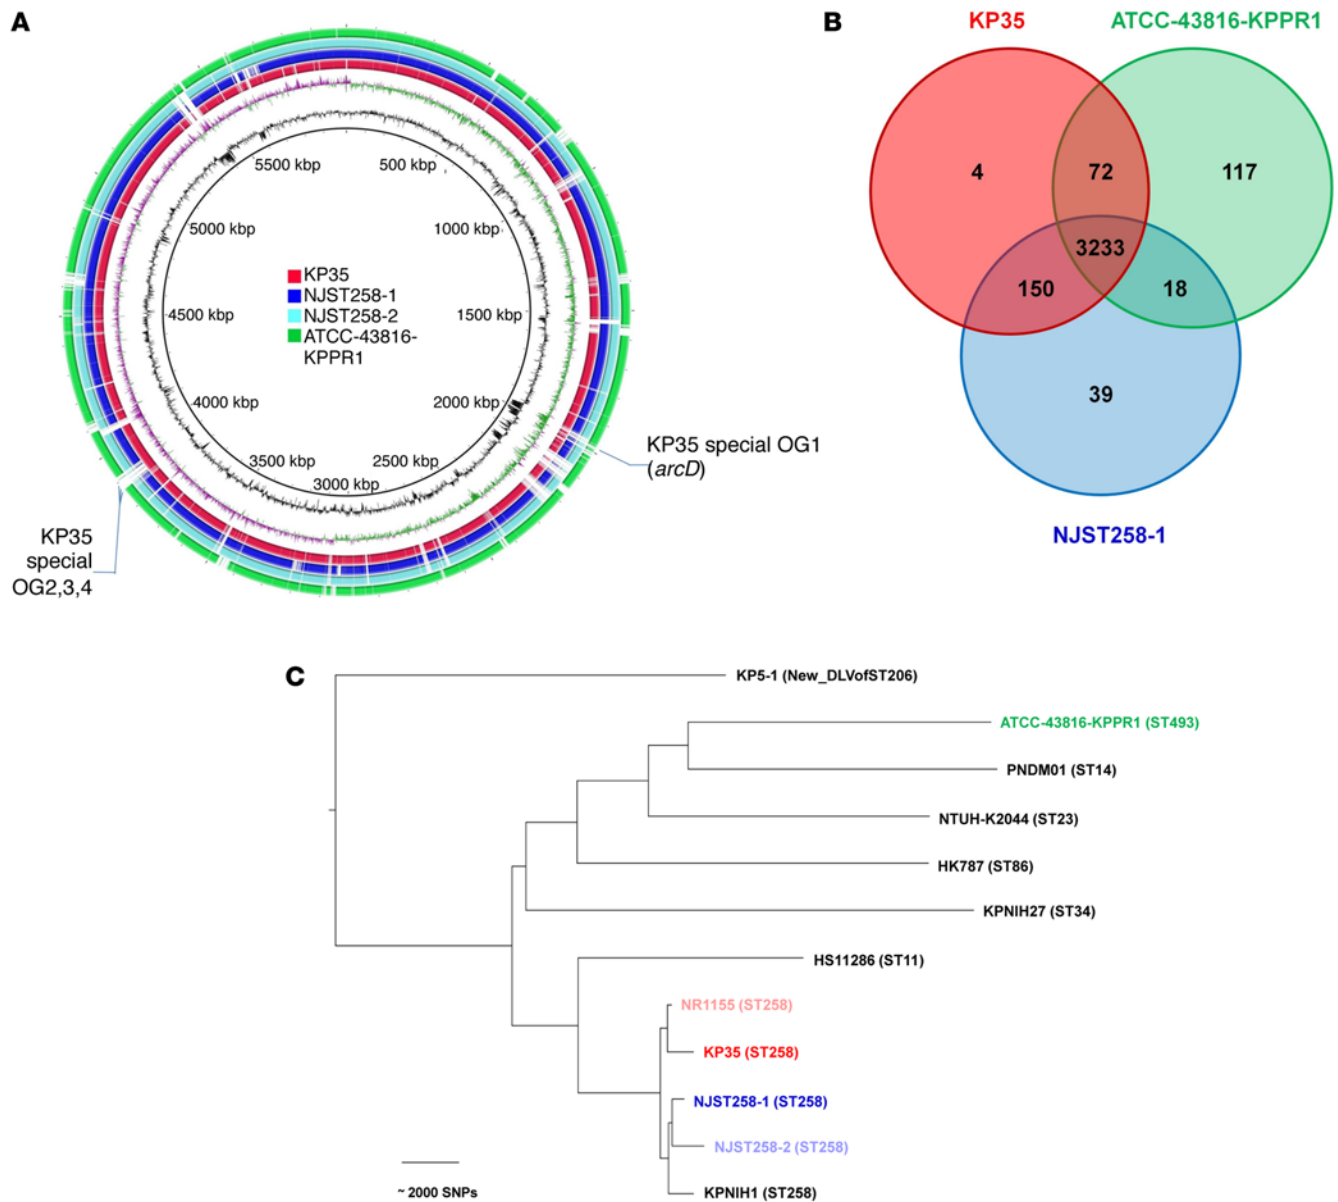 A
5500 kbp
500 kbp
5000 kbp
1000 kbp
KP35
NJST258-1
NJST258-2
ATCC-43816-
KPPR1
4500 kbp
1500 kbp
4000 kbp
2000 kbp
3500 kbp
2500 kbp
3000 kbp
KP35 special OG1
(arcD)
KP35
special
OG2,3,4
B
KP35
ATCC-43816-KPPR1
4
72
117
3233
150
18
39
NJST258-1
C
KP5-1 (New_DLVofST206)
ATCC-43816-KPPR1 (ST493)
PNDM01 (ST14)
NTUH-K2044 (ST23)
HK787 (ST86)
KPNIH27 (ST34)
HS11286 (ST11)
NR1155 (ST258)
KP35 (ST258)
NJST258-1 (ST258)
NJST258-2 (ST258)
KPNIH1 (ST258)
~ 2000 SNPs